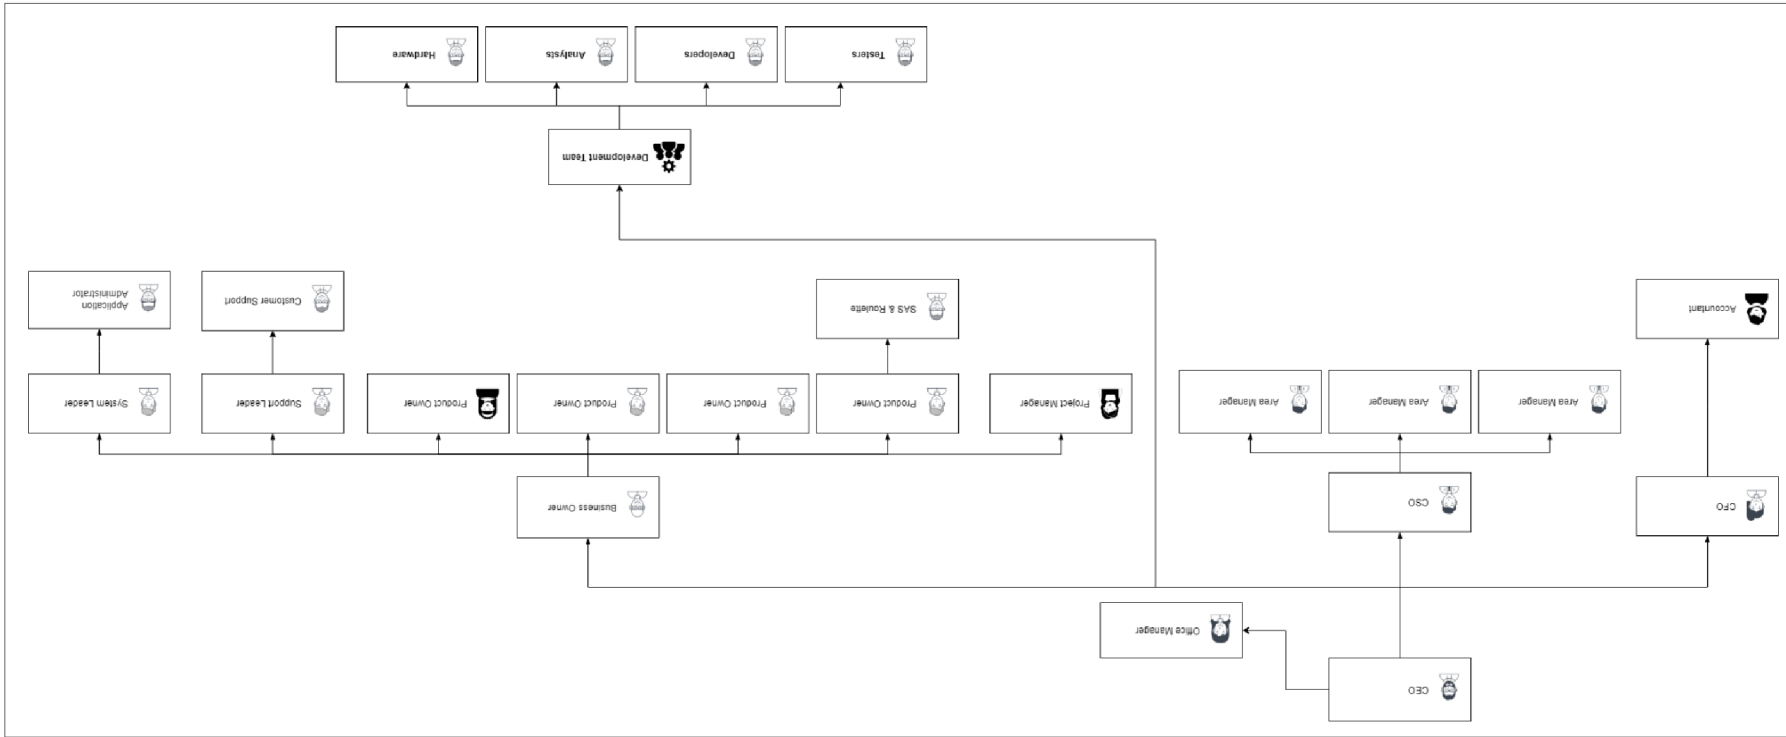 CEO
Office Manager
CFO
CSO
Business Owner
Accountant
Area Manager
Area Manager
Area Manager
Project Manager
Product Owner
Product Owner
Product Owner
Product Owner
Support Leader
System Leader
SAS & Roulette
Customer Support
Application
Administrator
Development Team
Testers
Developers
Analysts
Hardware